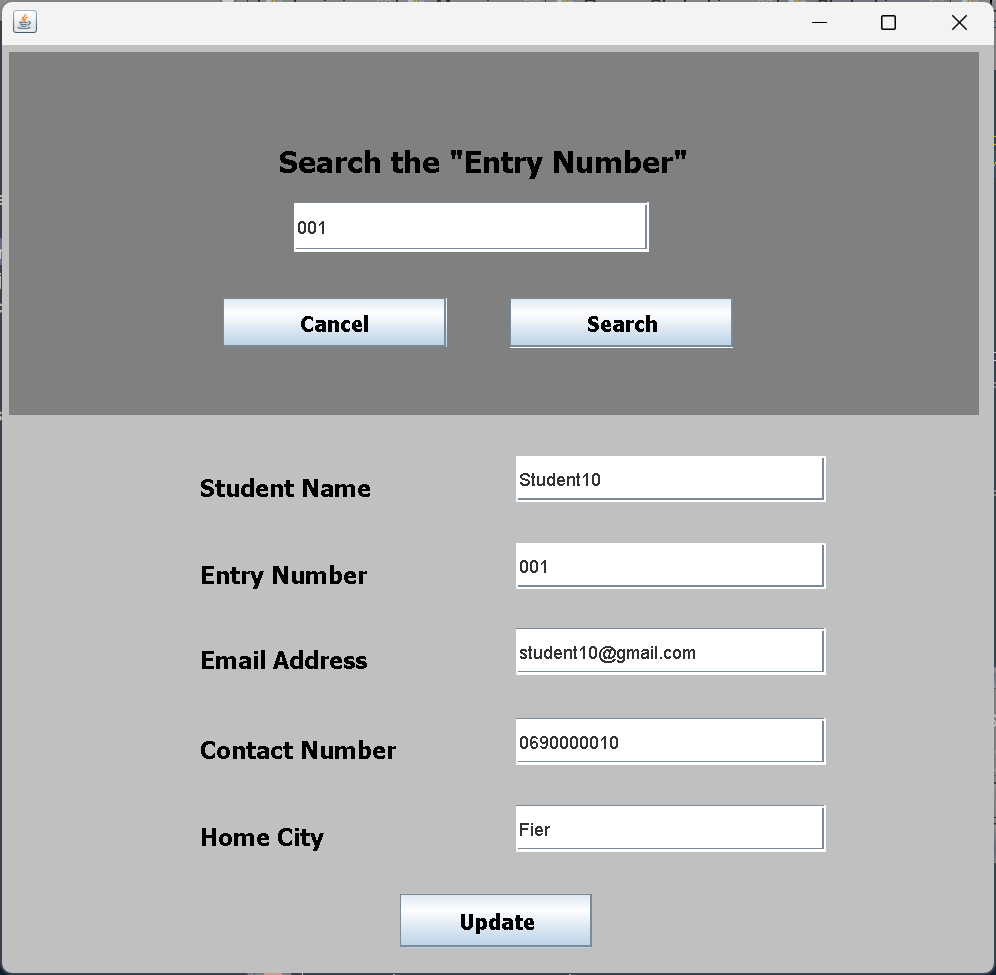 Search the "Entry Number"
001
Cancel Search
Student Name Student10
Entry Number 001
Email Address student10@gmail.com
Contact Number 0690000010
Home City Fier
Update